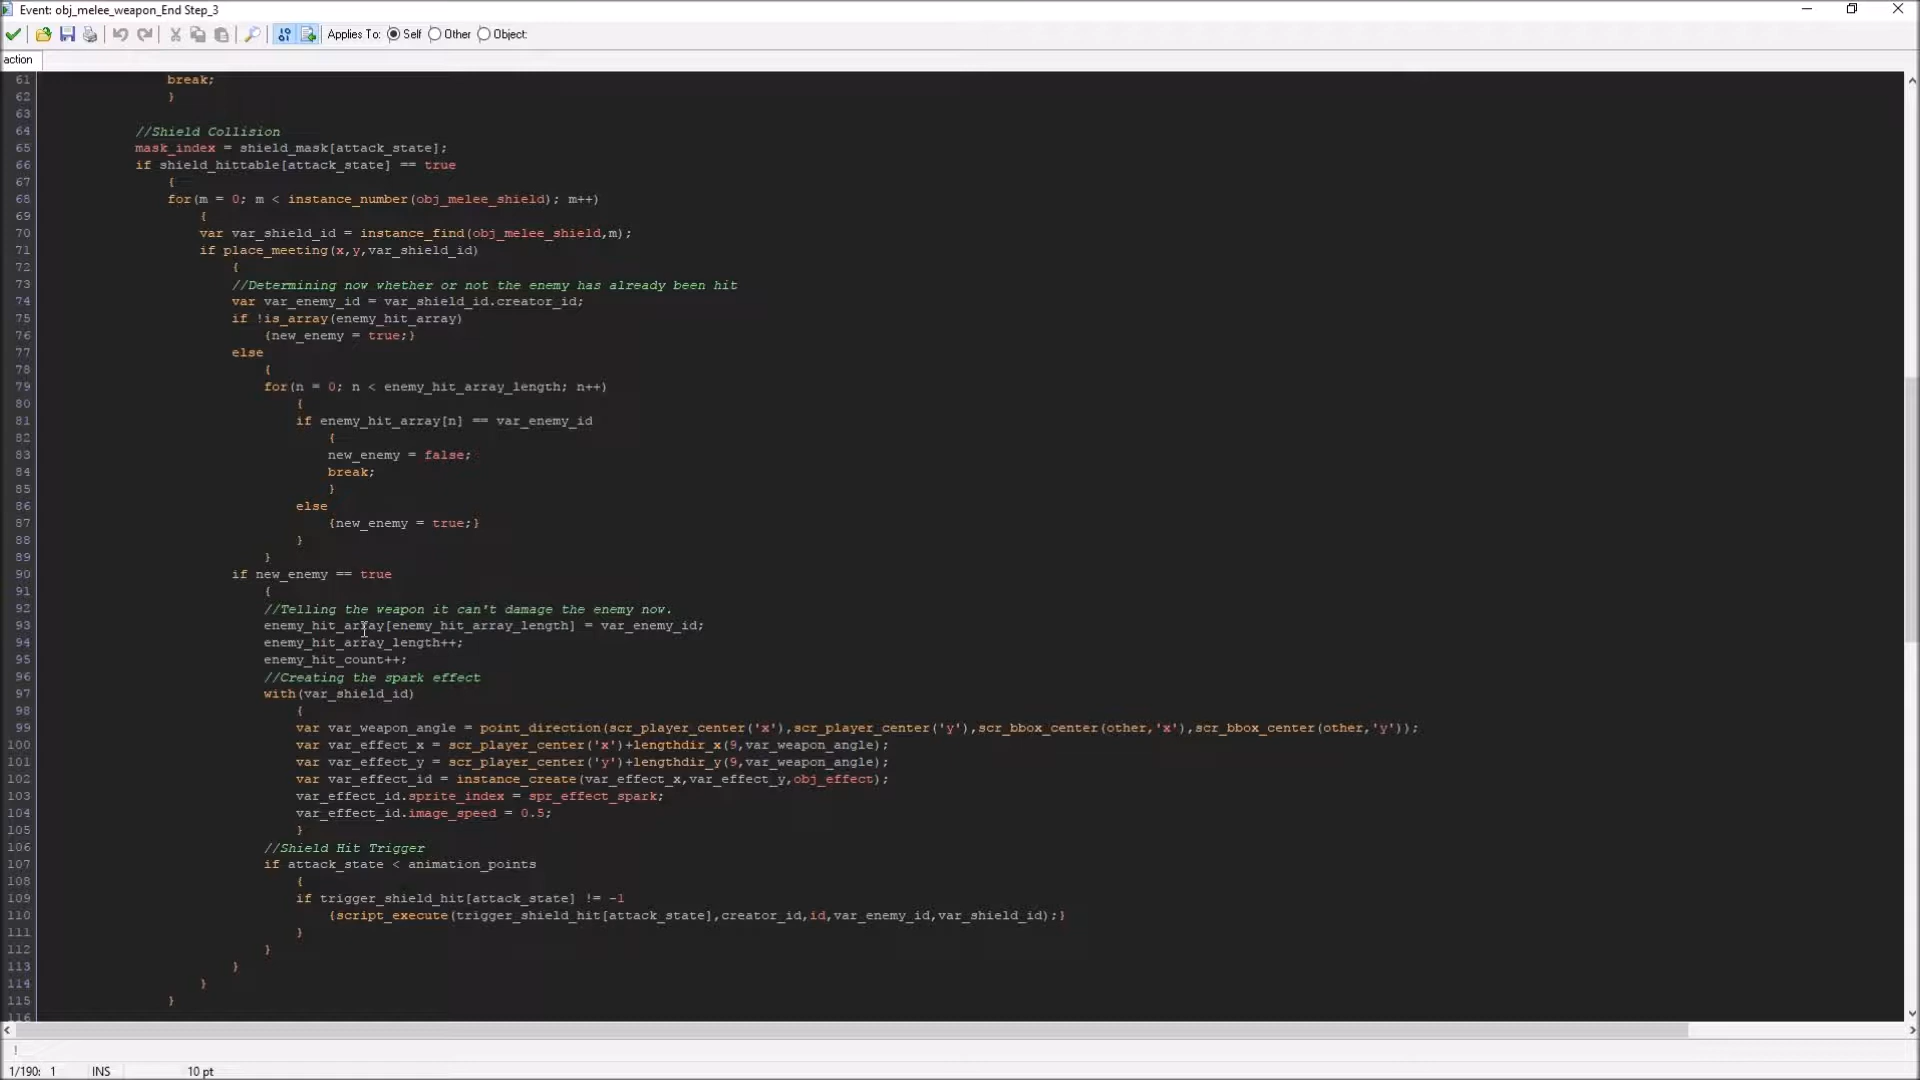 Event: obj_melee_weapon_End Step_3
Applies To: Self Other Object:
action
61 break;
62 }
63
64 //Shield Collision
65 mask_index = shield_mask[attack_state];
66 if shield_hittable[attack_state] == true
67 {
68 for(m = 0; m < instance_number(obj_melee_shield); m++)
69 {
70 var var_shield_id = instance_find(obj_melee_shield,m);
71 if place_meeting(x,y,var_shield_id)
72 {
73 //Determining now whether or not the enemy has already been hit
74 var var_enemy_id = var_shield_id.creator_id;
75 if !is_array(enemy_hit_array)
76 {new_enemy = true;}
77 else
78 {
79 for(n = 0; n < enemy_hit_array_length; n++)
80 {
81 if enemy_hit_array[n] == var_enemy_id
82 {
83 new_enemy = false;
84 break;
85 }
86 else
87 {new_enemy = true;}
88 }
89 }
90 if new_enemy == true
91 {
92 //Telling the weapon it can't damage the enemy now.
93 enemy_hit_array[enemy_hit_array_length] = var_enemy_id;
94 enemy_hit_array_length++;
95 enemy_hit_count++;
96 //Creating the spark effect
97 with(var_shield_id)
98 {
99 var var_weapon_angle = point_direction(scr_player_center('x'),scr_player_center('y'),scr_bbox_center(other,'x'),scr_bbox_center(other,'y'));
100 var var_effect_x = scr_player_center('x')+lengthdir_x(9,var_weapon_angle);
101 var var_effect_y = scr_player_center('y')+lengthdir_y(9,var_weapon_angle);
102 var var_effect_id = instance_create(var_effect_x,var_effect_y,obj_effect);
103 var_effect_id.sprite_index = spr_effect_spark;
104 var_effect_id.image_speed = 0.5;
105 }
106 //Shield Hit Trigger
107 if attack_state < animation_points
108 {
109 if trigger_shield_hit[attack_state] != -1
110 {script_execute(trigger_shield_hit[attack_state],creator_id,id,var_enemy_id,var_shield_id);}
111 }
112 }
113 }
114 }
115 }
116
1/190: 1 INS 10 pt